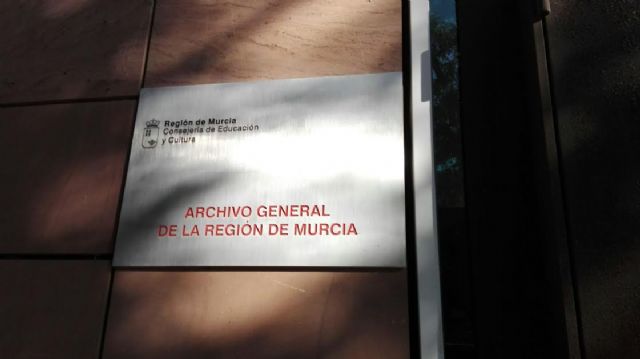 Región de Murcia
Consejería de Educación
y Cultura
ARCHIVO GENERAL
DE LA REGIÓN DE MURCIA